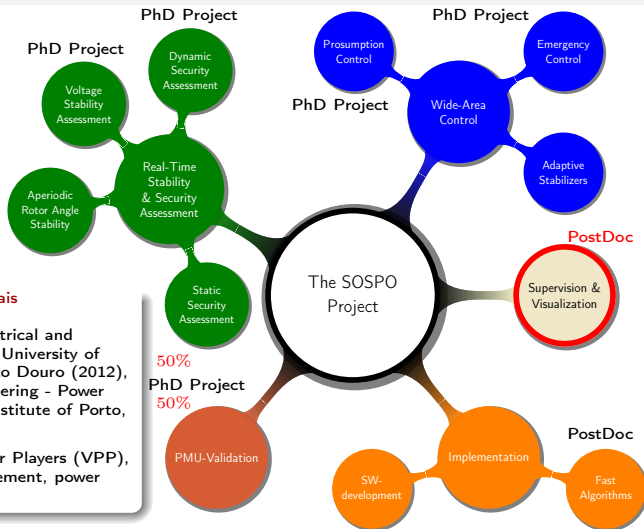 PhD Project
PhD Project
PhD Project
Dynamic
Security
Assessment
Voltage
Stability
Assessment
Real-Time
Stability
& Security
Assessment
Aperiodic
Rotor Angle
Stability
Static
Security
Assessment
Prosumption
Control
Emergency
Control
PhD Project
Wide-Area
Control
Adaptive
Stabilizers
PostDoc
Supervision &
Visualization
The SOSPO
Project
ais
trical and
University of
to Douro (2012),
ering - Power
stitute of Porto,
r Players (VPP),
ement, power
50%
PhD Project
50%
PMU-Validation
Implementation
PostDoc
SW-
development
Fast
Algorithms